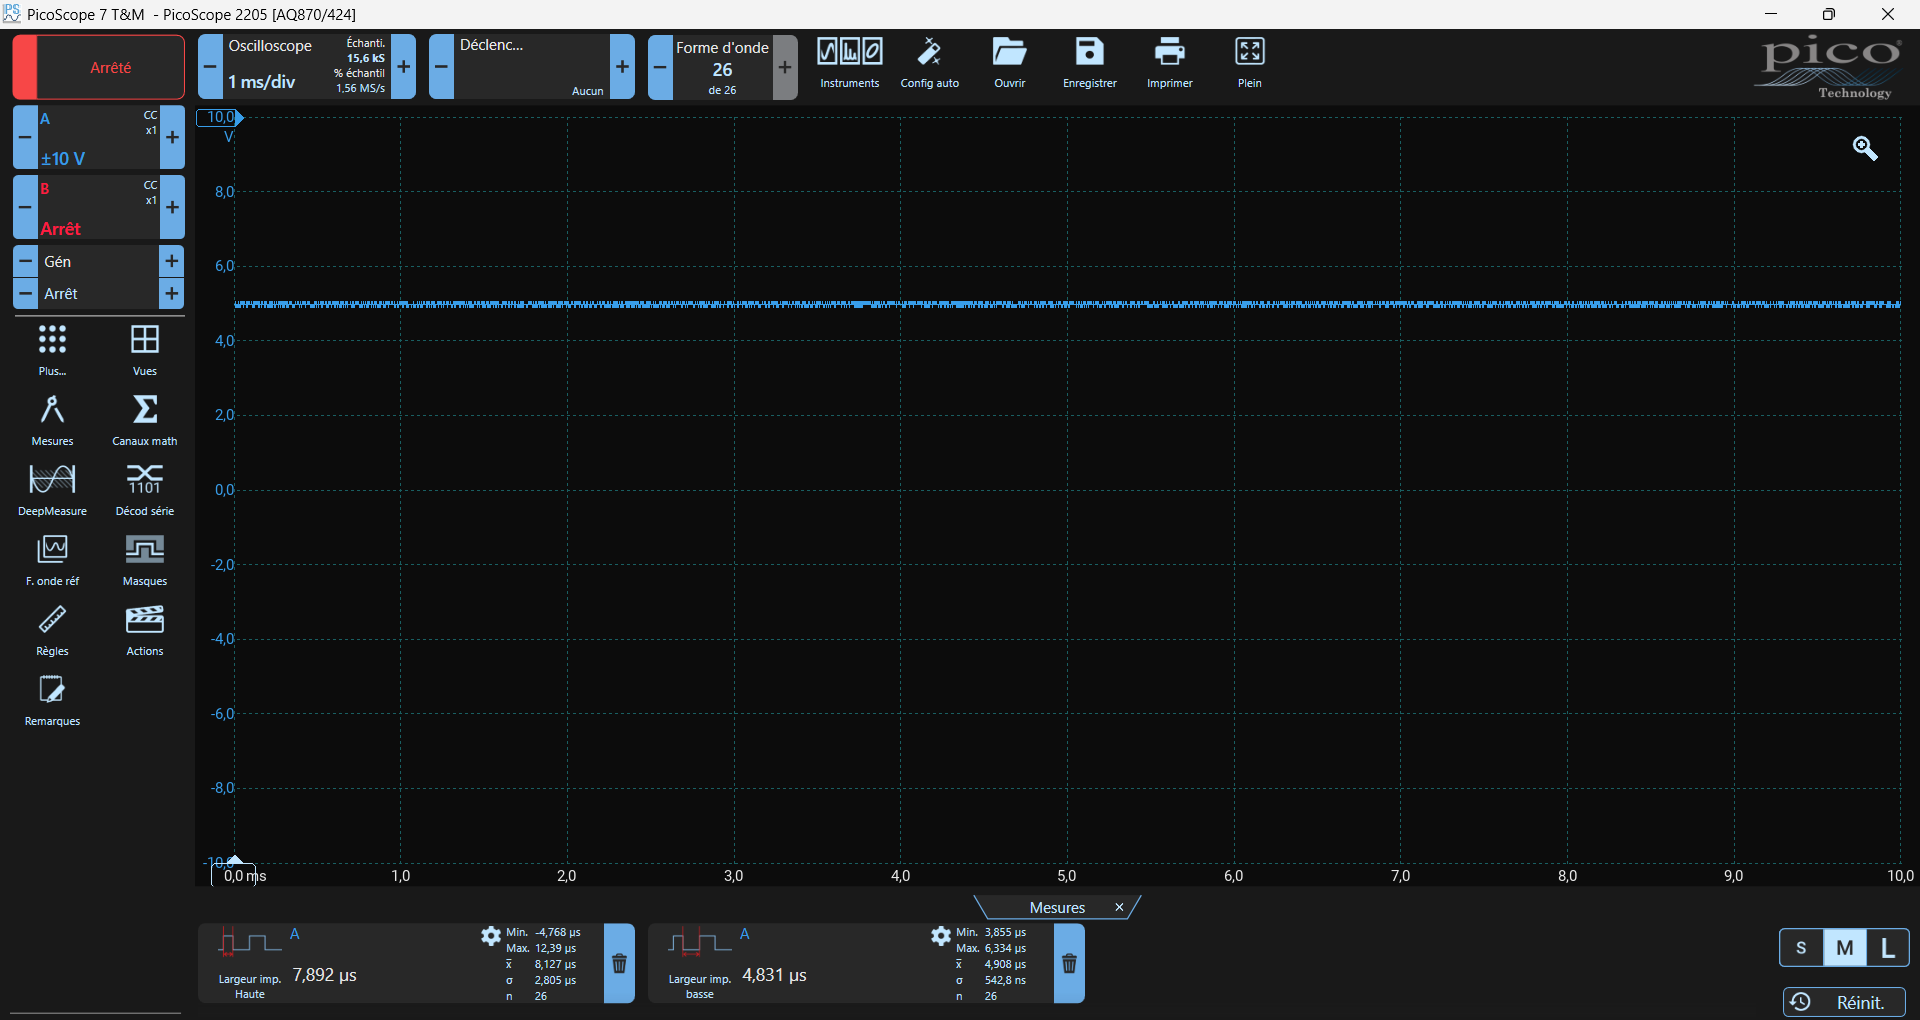 PicoScope 7 T&M - PicoScope 2205 [AQ870/424]
Arrêté
Oscilloscope
1 ms/div
Échanti.
15,6 kS
% échantil
1,56 MS/s
Déclenc...
Aucun
Forme d'onde
26
de 26
Instruments
Config auto
Ouvrir
Enregistrer
Imprimer
Plein
pico
Technology
A
CC
x1
±10 V
B
CC
x1
Arrêt
Gén
Arrêt
Plus...
Vues
Mesures
Canaux math
DeepMeasure
1101
Décod série
F. onde réf
Masques
Règles
Actions
Remarques
10,0
V
8,0
6,0
4,0
2,0
0,0
-2,0
-4,0
-6,0
-8,0
-10,0
0,0 ms
1,0
2,0
3,0
4,0
5,0
6,0
7,0
8,0
9,0
10,0
Mesures ×
A
Largeur imp.
Haute
7,892 µs
Min. -4,768 µs
Max. 12,39 µs
x̄ 8,127 µs
σ 2,805 µs
n 26
A
Largeur imp.
basse
4,831 µs
Min. 3,855 µs
Max. 6,334 µs
x̄ 4,908 µs
σ 542,8 ns
n 26
S M L
Réinit.